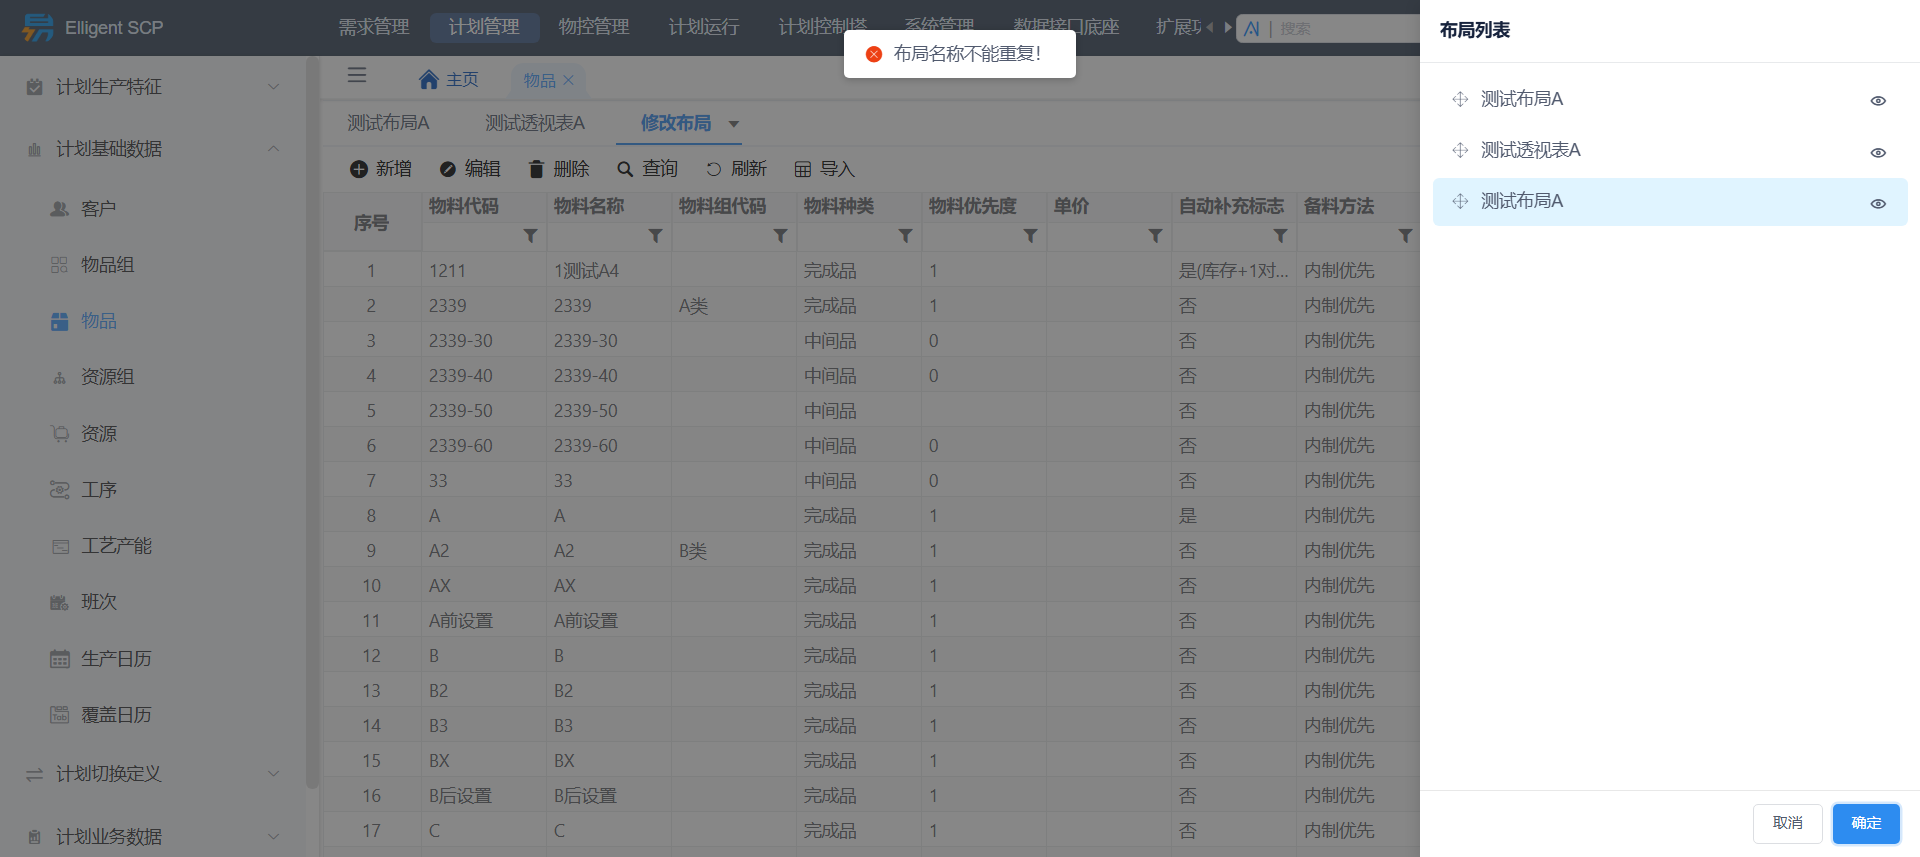 Elligent SCP
需求管理 计划管理 物控管理 计划运行 计划控制塔 系统管理 数据接口底座 扩展
AI 搜索
布局名称不能重复!
计划生产特征
计划基础数据
客户
物品组
物品
资源组
资源
工序
工艺产能
班次
生产日历
覆盖日历
计划切换定义
计划业务数据
主页 物品
测试布局A 测试透视表A 修改布局
新增 编辑 删除 查询 刷新 导入
序号 物料代码 物料名称 物料组代码 物料种类 物料优先度 单价 自动补充标志 备料方法
1 1211 1测试A4 完成品 1 是(库存+1对... 内制优先
2 2339 2339 A类 完成品 1 否 内制优先
3 2339-30 2339-30 中间品 0 否 内制优先
4 2339-40 2339-40 中间品 0 否 内制优先
5 2339-50 2339-50 中间品 否 内制优先
6 2339-60 2339-60 中间品 0 否 内制优先
7 33 33 中间品 0 否 内制优先
8 A A 完成品 1 是 内制优先
9 A2 A2 B类 完成品 1 否 内制优先
10 AX AX 完成品 1 否 内制优先
11 A前设置 A前设置 完成品 1 否 内制优先
12 B B 完成品 1 否 内制优先
13 B2 B2 完成品 1 否 内制优先
14 B3 B3 完成品 1 否 内制优先
15 BX BX 完成品 1 否 内制优先
16 B后设置 B后设置 完成品 1 否 内制优先
17 C C 完成品 1 否 内制优先
布局列表
测试布局A
测试透视表A
测试布局A
取消 确定